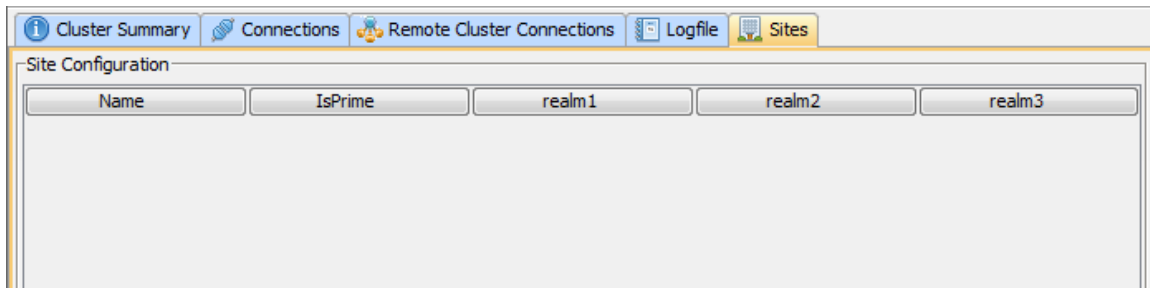 Cluster Summary Connections Remote Cluster Connections Logfile Sites
Site Configuration
Name IsPrime realm1 realm2 realm3